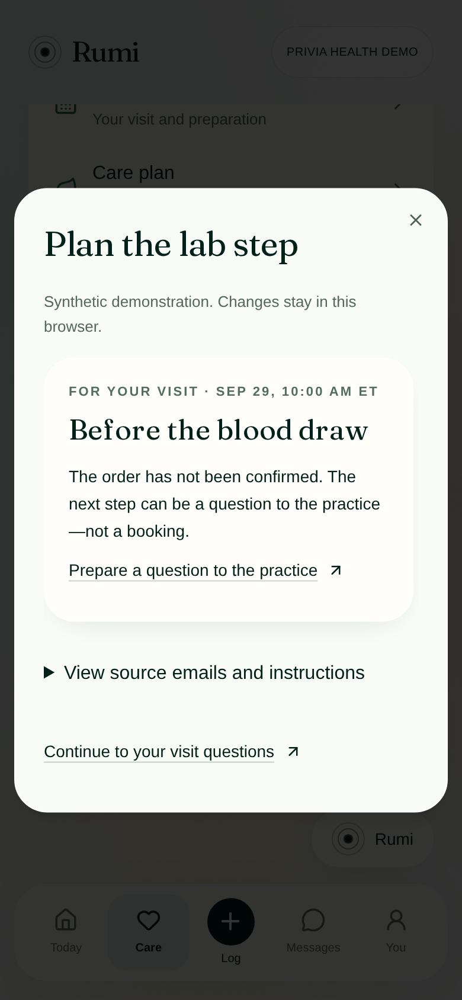 Rumi
PRIVIA HEALTH DEMO
Your visit and preparation
Care plan
Plan the lab step
Synthetic demonstration. Changes stay in this
browser.
FOR YOUR VISIT · SEP 29, 10:00 AM ET
Before the blood draw
The order has not been confirmed. The
next step can be a question to the practice
—not a booking.
Prepare a question to the practice
View source emails and instructions
Continue to your visit questions
Rumi
Today
Care
Log
Messages
You